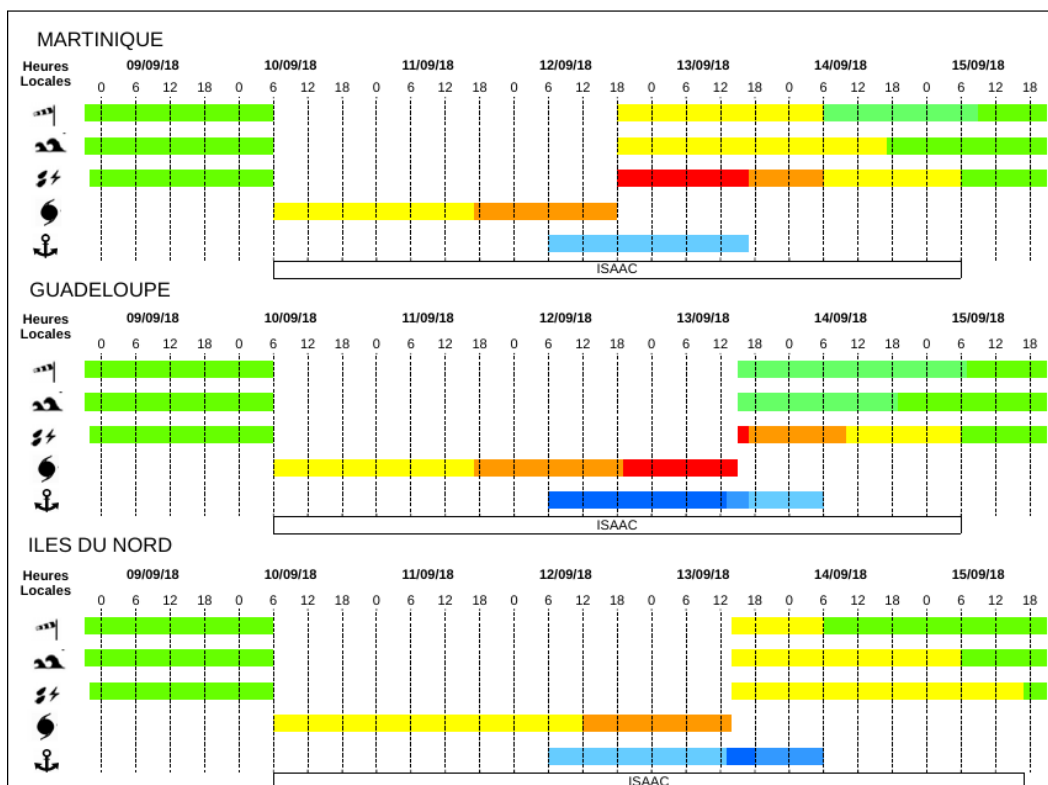 MARTINIQUE
Heures Locales 09/09/18 10/09/18 11/09/18 12/09/18 13/09/18 14/09/18 15/09/18
0 6 12 18 0 6 12 18 0 6 12 18 0 6 12 18 0 6 12 18 0 6 12 18 0 6 12 18
ISAAC
GUADELOUPE
Heures Locales 09/09/18 10/09/18 11/09/18 12/09/18 13/09/18 14/09/18 15/09/18
0 6 12 18 0 6 12 18 0 6 12 18 0 6 12 18 0 6 12 18 0 6 12 18 0 6 12 18
ISAAC
ILES DU NORD
Heures Locales 09/09/18 10/09/18 11/09/18 12/09/18 13/09/18 14/09/18 15/09/18
0 6 12 18 0 6 12 18 0 6 12 18 0 6 12 18 0 6 12 18 0 6 12 18 0 6 12 18
ISAAC